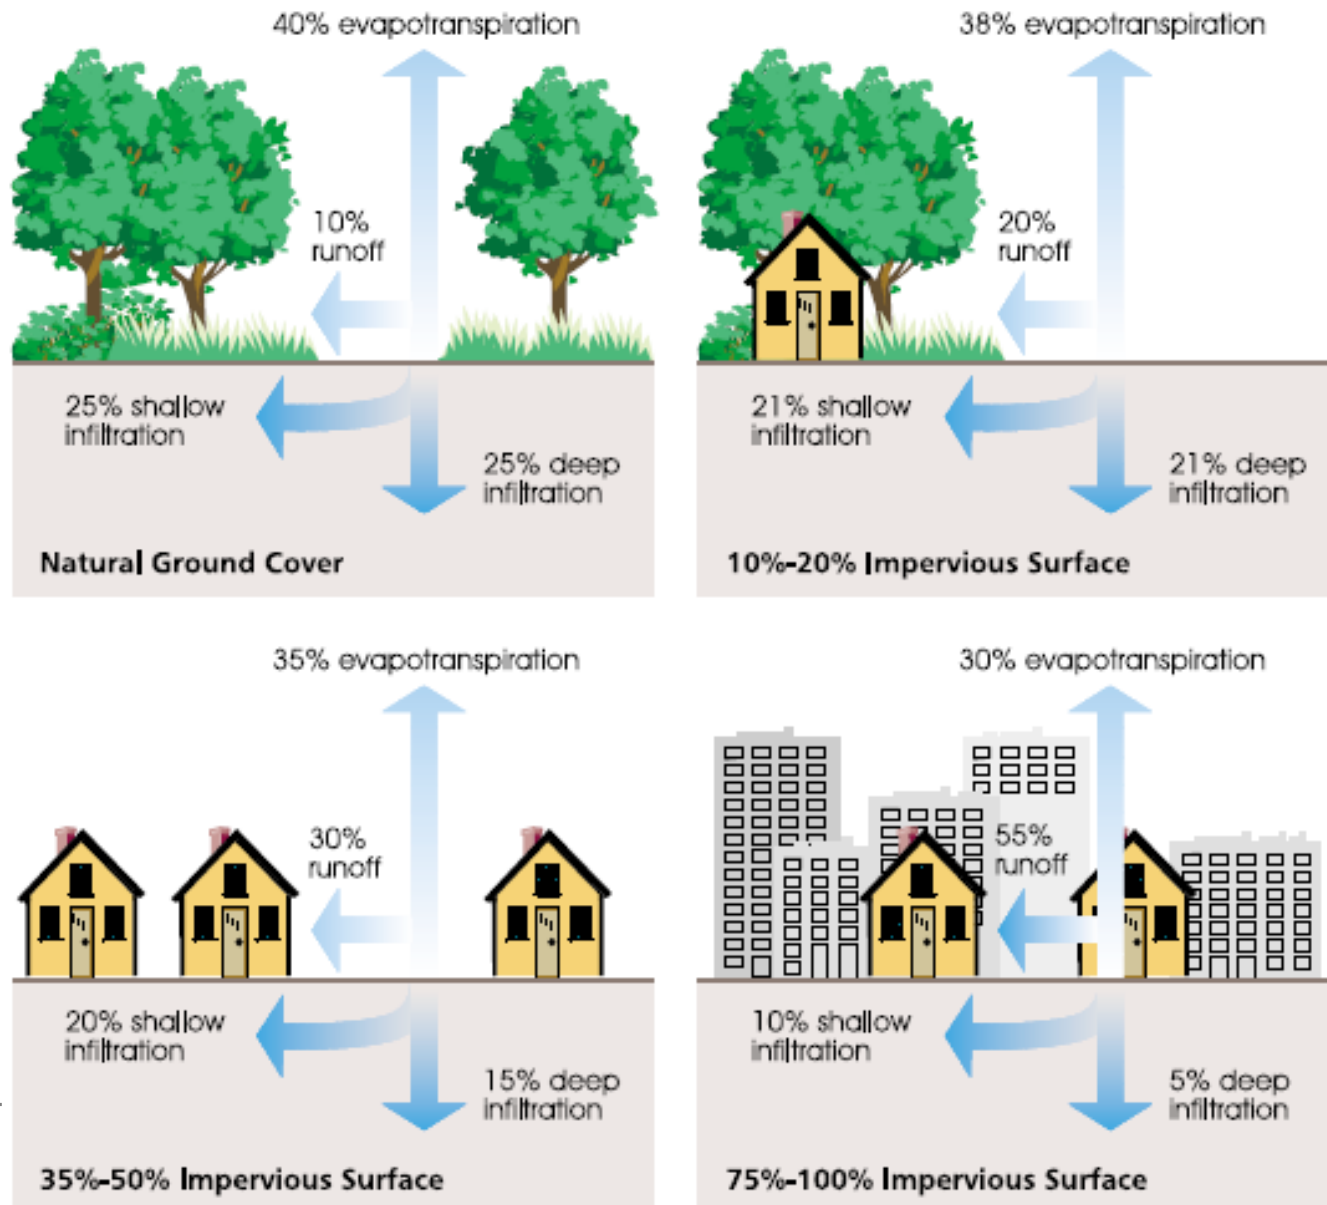 40% evapotranspiration
10%
runoff
25% shallow
infiltration
25% deep
infiltration
Natural Ground Cover
38% evapotranspiration
20%
runoff
21% shallow
infiltration
21% deep
infiltration
10%-20% Impervious Surface
35% evapotranspiration
30%
runoff
20% shallow
infiltration
15% deep
infiltration
35%-50% Impervious Surface
30% evapotranspiration
55%
runoff
10% shallow
infiltration
5% deep
infiltration
75%-100% Impervious Surface